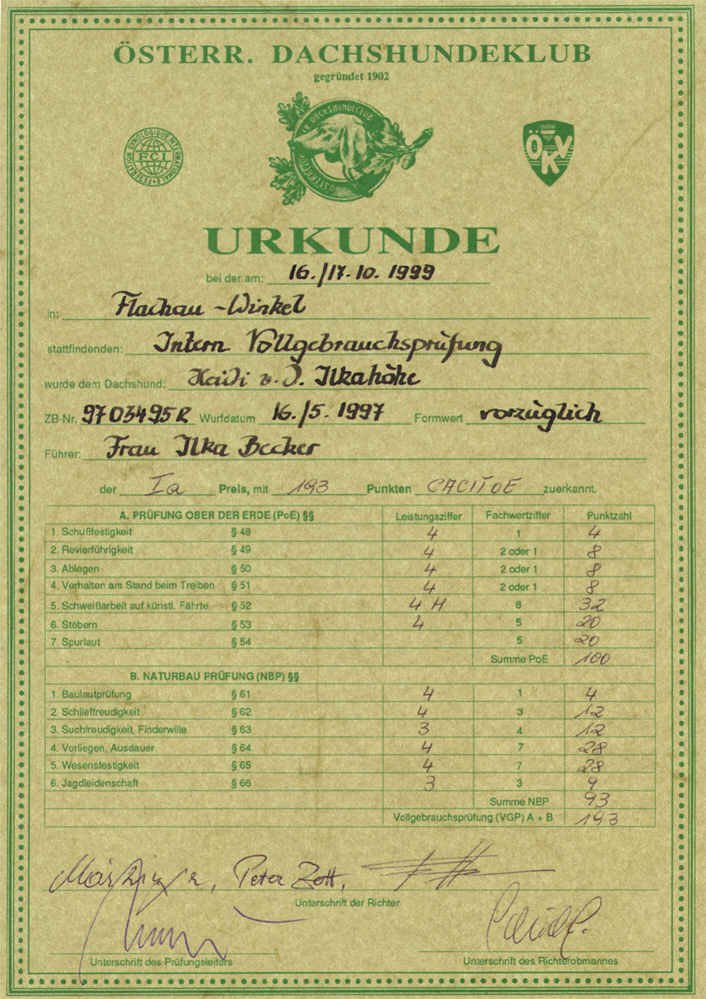 ÖSTERR. DACHSHUNDEKLUB
gegründet 1902
FEDERATION CYNOLOGIQUE INTERNATIONALE
FCI
ÖKV
URKUNDE
bei der am: 16./17.10. 1999
in: Flachau-Winkel
stattfindenden: Intern. Vollgebrauchsprüfung
wurde dem Dachshund: Heidi v. d. Ilkahöhe
ZB-Nr. 9703495R Wurfdatum 16./5. 1997 Formwert vorzüglich
Führer: Frau Ilka Becker
der Ia Preis, mit 193 Punkten CACITOE zuerkannt.
A. PRÜFUNG OBER DER ERDE (PoE) §§ Leistungsziffer Fachwertziffer Punktzahl
1. Schußfestigkeit § 48 4 1 4
2. Revierführigkeit § 49 4 2 oder 1 8
3. Ablegen § 50 4 2 oder 1 8
4. Verhalten am Stand beim Treiben § 51 4 2 oder 1 8
5. Schweißarbeit auf künstl. Fährte § 52 4 H 8 32
6. Stöbern § 53 4 5 20
7. Spurlaut § 54 5 20
Summe PoE 100
B. NATURBAU PRÜFUNG (NBP) §§
1. Baulautprüfung § 61 4 1 4
2. Schlieffreudigkeit § 62 4 3 12
3. Suchfreudigkeit, Finderwille § 63 3 4 12
4. Vorliegen, Ausdauer § 64 4 7 28
5. Wesensfestigkeit § 65 4 7 28
6. Jagdleidenschaft § 66 3 3 9
Summe NBP 93
Vollgebrauchsprüfung (VGP) A + B 193
Peter Zott,
Unterschrift der Richter
Unterschrift des Prüfungsleiters Unterschrift des Richterobmannes